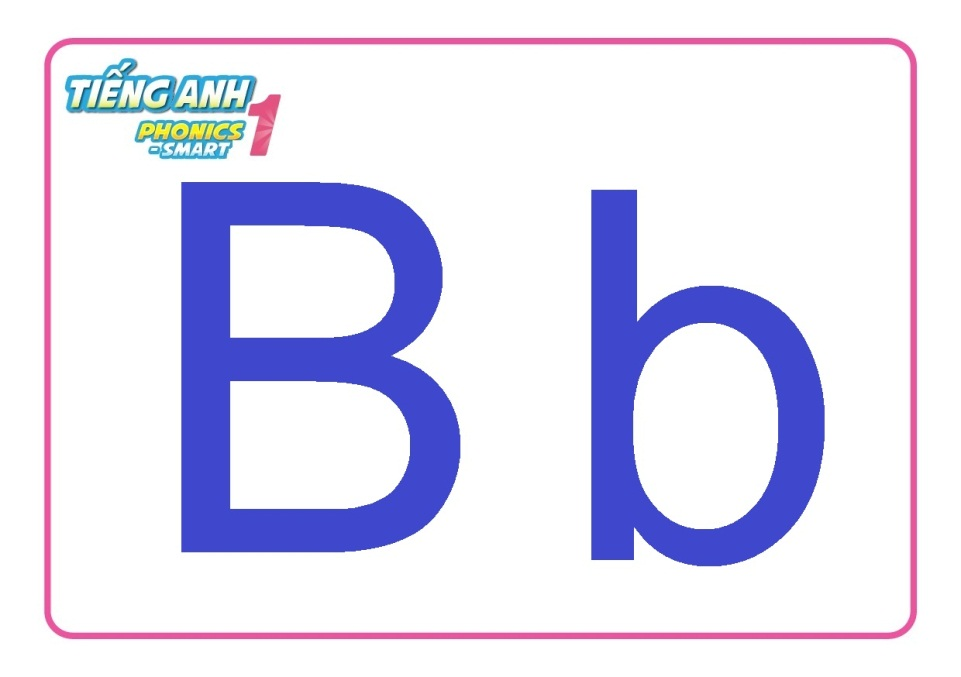 TIẾNG ANH 1
PHONICS
-SMART
B b